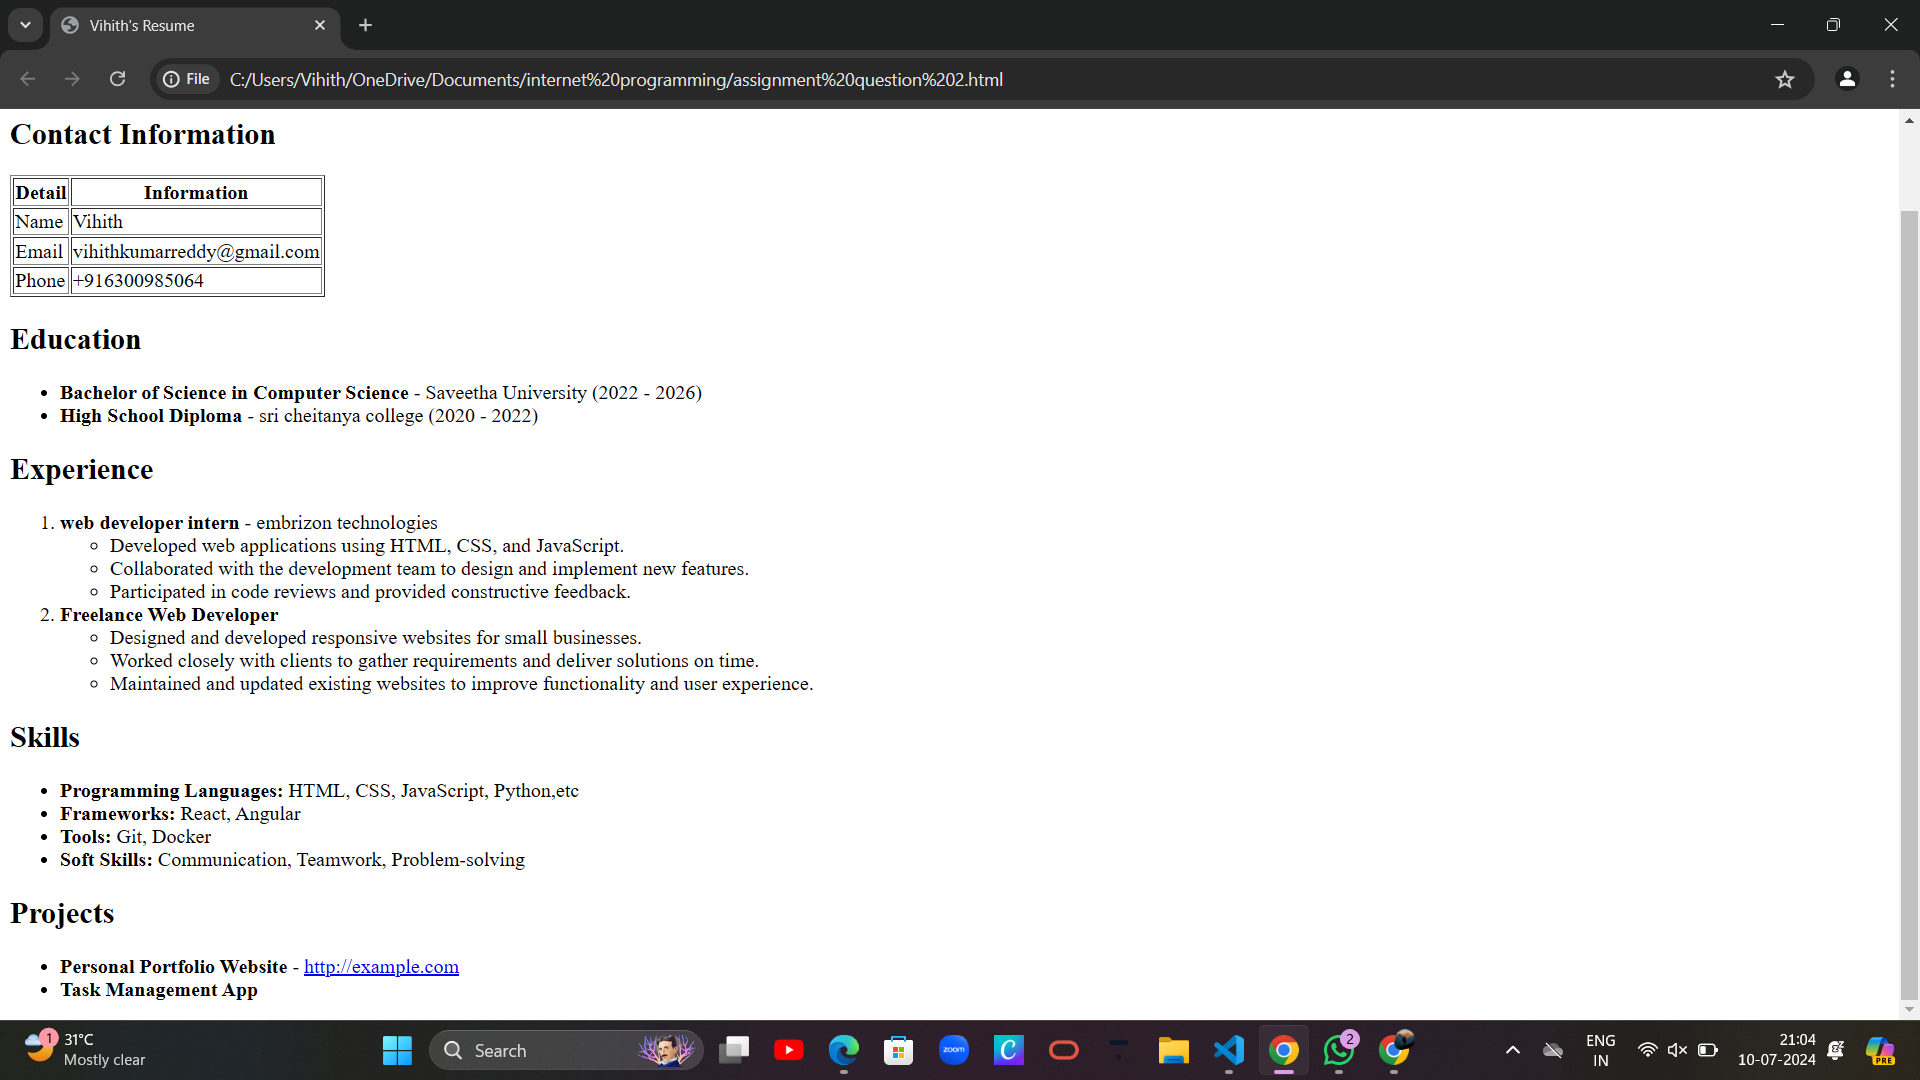 Vihith's Resume
File
C:/Users/Vihith/OneDrive/Documents/internet%20programming/assignment%20question%202.html
Contact Information
Detail Information
Name Vihith
Email vihithkumarreddy@gmail.com
Phone +916300985064
Education
• Bachelor of Science in Computer Science - Saveetha University (2022 - 2026)
• High School Diploma - sri cheitanya college (2020 - 2022)
Experience
1. web developer intern - embrizon technologies
◦ Developed web applications using HTML, CSS, and JavaScript.
◦ Collaborated with the development team to design and implement new features.
◦ Participated in code reviews and provided constructive feedback.
2. Freelance Web Developer
◦ Designed and developed responsive websites for small businesses.
◦ Worked closely with clients to gather requirements and deliver solutions on time.
◦ Maintained and updated existing websites to improve functionality and user experience.
Skills
• Programming Languages: HTML, CSS, JavaScript, Python,etc
• Frameworks: React, Angular
• Tools: Git, Docker
• Soft Skills: Communication, Teamwork, Problem-solving
Projects
• Personal Portfolio Website - http://example.com
• Task Management App
1
31°C
Mostly clear
Search
zoom
C
2
ENG
IN
21:04
10-07-2024
PRE